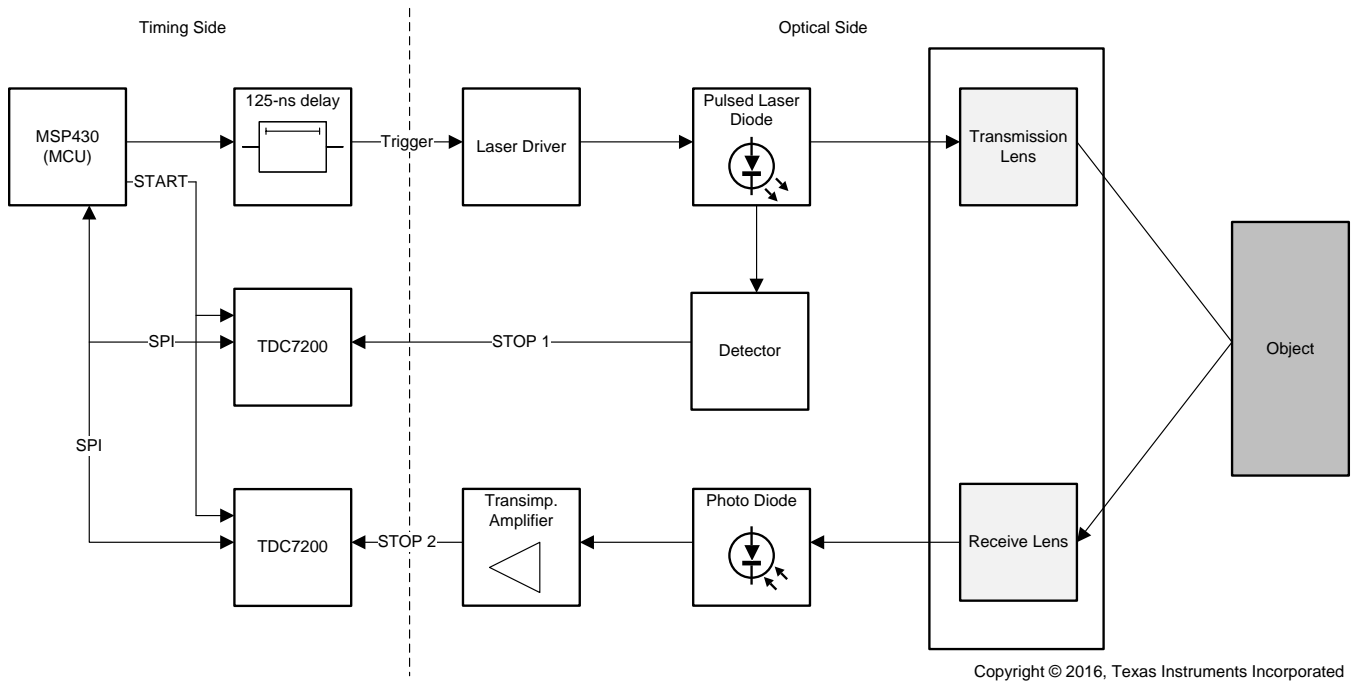 Timing Side
Optical Side
MSP430
(MCU)
125-ns delay
Trigger
Laser Driver
Pulsed Laser
Diode
Transmission
Lens
START
Object
SPI
TDC7200
STOP 1
Detector
SPI
TDC7200
STOP 2
Transimp.
Amplifier
Photo Diode
Receive Lens
Copyright © 2016, Texas Instruments Incorporated